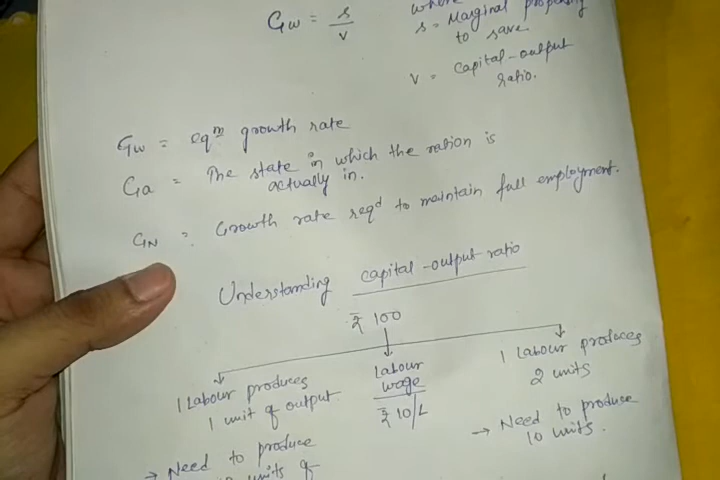 Gw = s/v
s = Marginal propensity
to save
v = capital-output
ratio.
Gw = eqm growth rate
Ga = The state in which the nation is
actually in.
GN : Growth rate reqd to maintain full employment.
Understanding capital-output ratio
₹ 100
1 Labour produces
1 unit of output.
Labour
wage
₹ 10/L
1 Labour produces
2 units
→ Need to produce
10 units.
→ Need to produce
units of